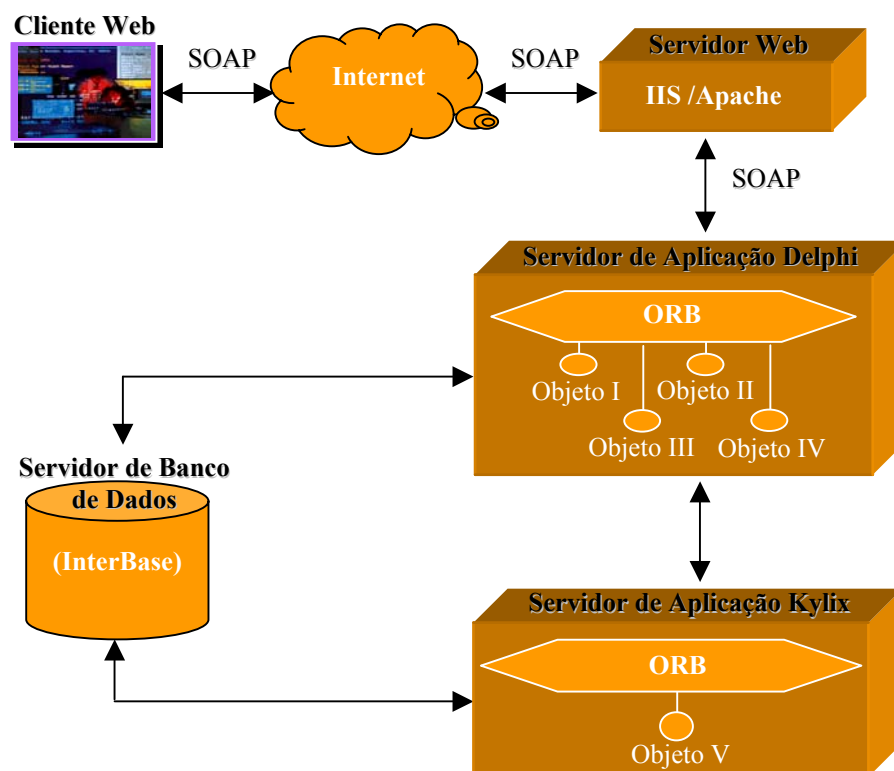 Cliente Web
SOAP
Internet
SOAP
Servidor Web
IIS /Apache
SOAP
Servidor de Aplicação Delphi
ORB
Objeto I
Objeto II
Objeto III
Objeto IV
Servidor de Banco
de Dados
(InterBase)
Servidor de Aplicação Kylix
ORB
Objeto V